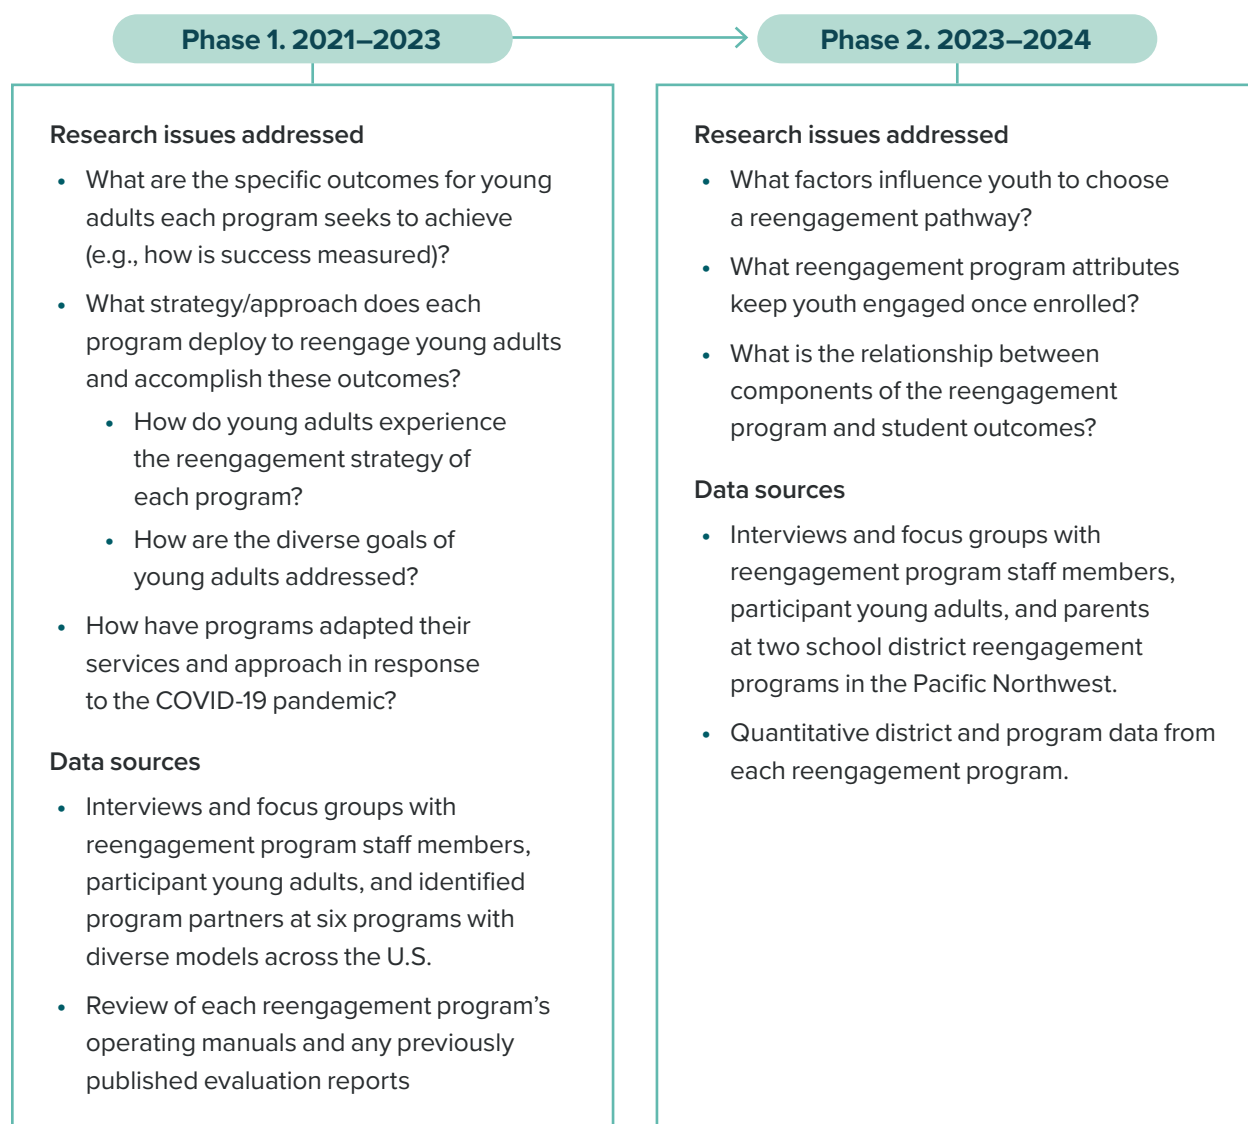 Phase 1. 2021–2023
Research issues addressed
• What are the specific outcomes for young
adults each program seeks to achieve
(e.g., how is success measured)?
• What strategy/approach does each
program deploy to reengage young adults
and accomplish these outcomes?
• How do young adults experience
the reengagement strategy of
each program?
• How are the diverse goals of
young adults addressed?
• How have programs adapted their
services and approach in response
to the COVID-19 pandemic?
Data sources
• Interviews and focus groups with
reengagement program staff members,
participant young adults, and identified
program partners at six programs with
diverse models across the U.S.
• Review of each reengagement program’s
operating manuals and any previously
published evaluation reports
Phase 2. 2023–2024
Research issues addressed
• What factors influence youth to choose
a reengagement pathway?
• What reengagement program attributes
keep youth engaged once enrolled?
• What is the relationship between
components of the reengagement
program and student outcomes?
Data sources
• Interviews and focus groups with
reengagement program staff members,
participant young adults, and parents
at two school district reengagement
programs in the Pacific Northwest.
• Quantitative district and program data from
each reengagement program.